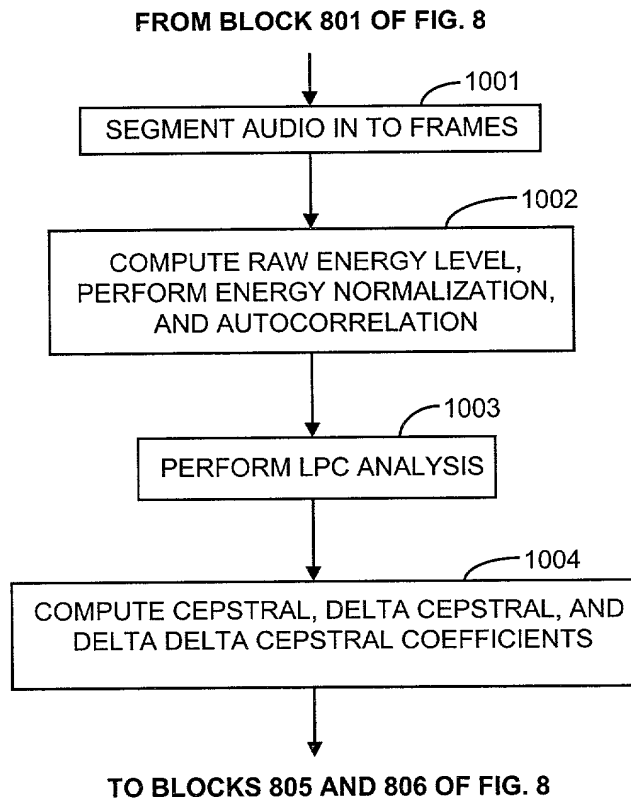 FROM BLOCK 801 OF FIG. 8
1001
SEGMENT AUDIO IN TO FRAMES
1002
COMPUTE RAW ENERGY LEVEL,
PERFORM ENERGY NORMALIZATION,
AND AUTOCORRELATION
1003
PERFORM LPC ANALYSIS
1004
COMPUTE CEPSTRAL, DELTA CEPSTRAL, AND
DELTA DELTA CEPSTRAL COEFFICIENTS
TO BLOCKS 805 AND 806 OF FIG. 8